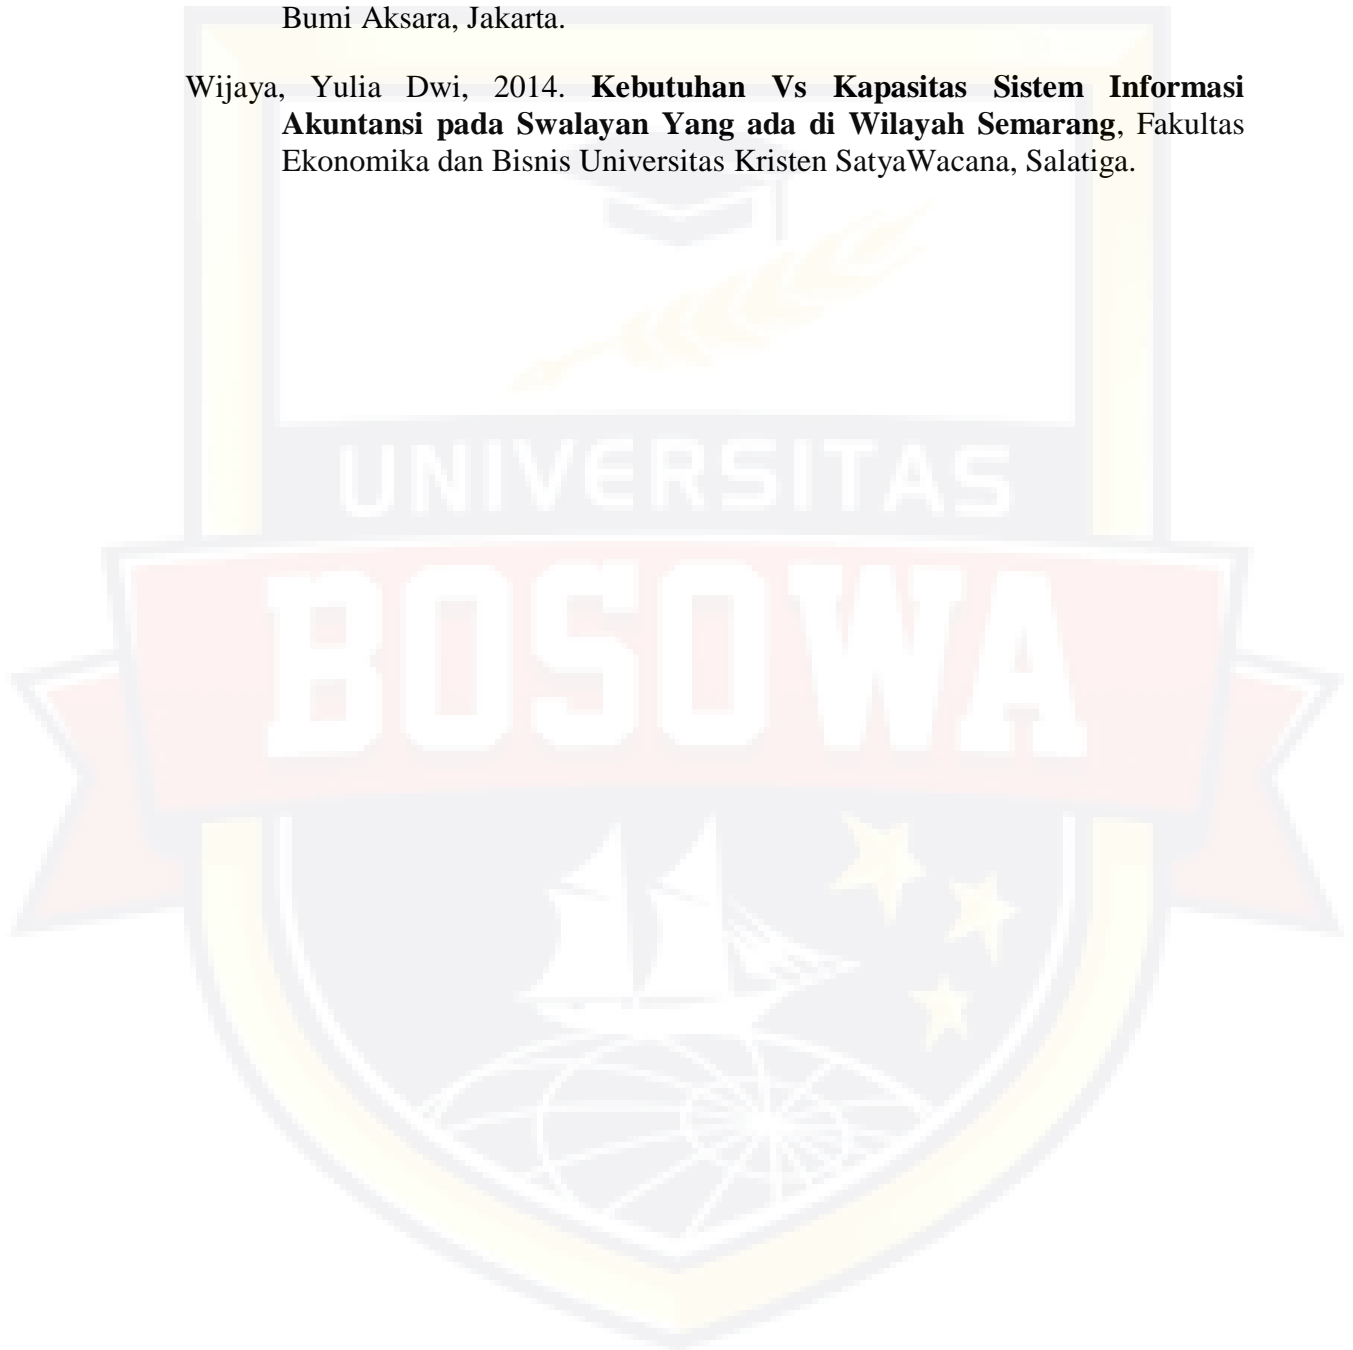 Bumi Aksara, Jakarta.
Wijaya, Yulia Dwi, 2014. Kebutuhan Vs Kapasitas Sistem Informasi
Akuntansi pada Swalayan Yang ada di Wilayah Semarang, Fakultas
Ekonomika dan Bisnis Universitas Kristen SatyaWacana, Salatiga.
UNIVERSITAS
BOSOWA